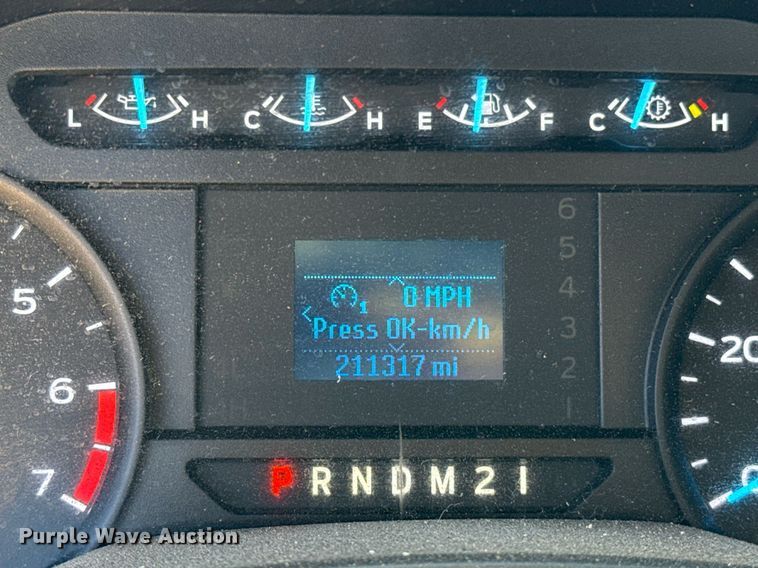 L H C H E F C H
6
5
4
3
2
1
0 MPH
Press OK-km/h
211317 mi
5
6
7
20
0
P R N D M 2 1
Purple Wave Auction